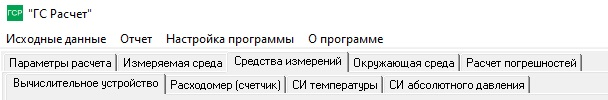 ГСР "ГС Расчет"
Исходные данные Отчет Настройка программы О программе
Параметры расчета Измеряемая среда Средства измерений Окружающая среда Расчет погрешностей
Вычислительное устройство Расходомер (счетчик) СИ температуры СИ абсолютного давления